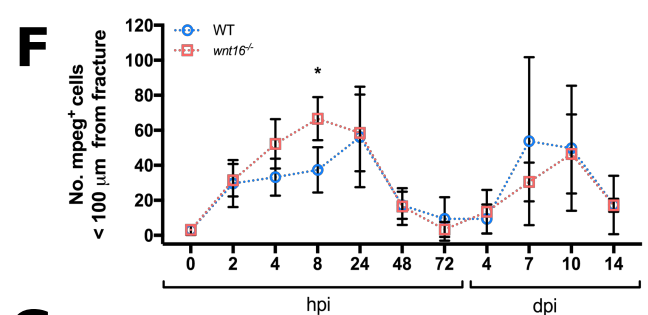 F
No. mpeg⁺ cells
< 100 μm from fracture
120
100
80
60
40
20
0
WT
wnt16⁻/⁻
*
0 2 4 8 24 48 72 4 7 10 14
hpi dpi